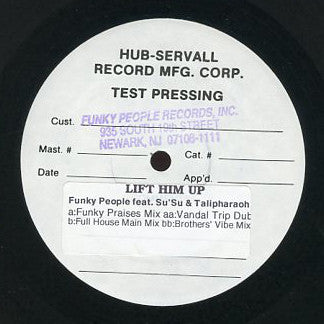 HUB-SERVALL
RECORD MFG. CORP.
TEST PRESSING
Cust. FUNKY PEOPLE RECORDS, INC.
935 SOUTH 19th STREET
NEWARK, NJ 07108-1111
Mast. # Cat. #
Date App'd.
LIFT HIM UP
Funky People feat. Su'Su & Talipharaoh
a:Funky Praises Mix aa:Vandal Trip Dub
b:Full House Main Mix bb:Brothers' Vibe Mix